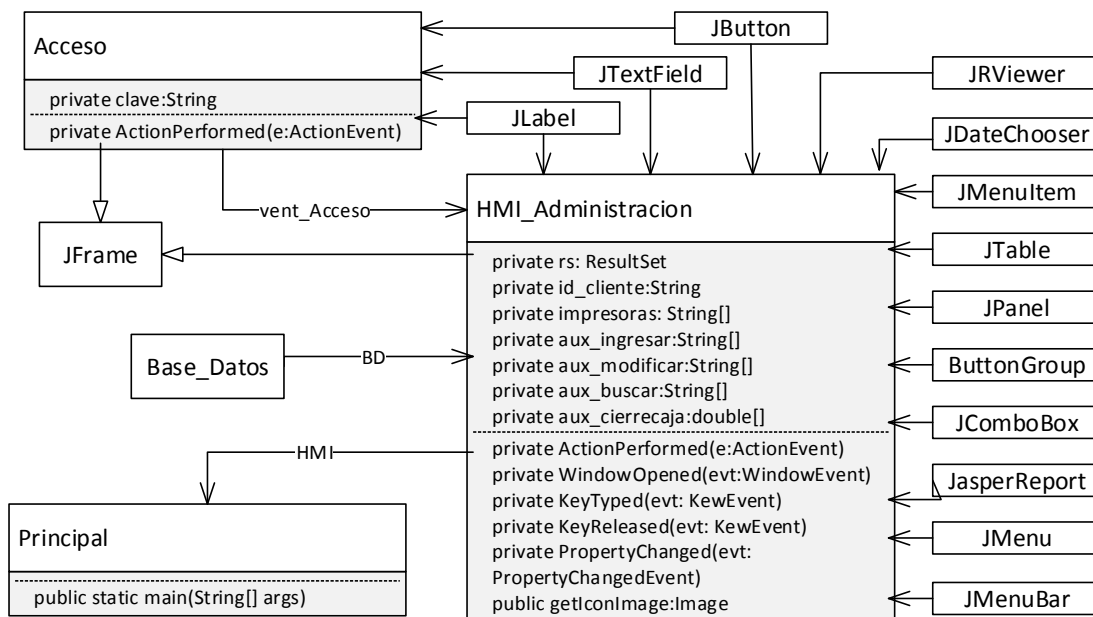 Acceso
private clave:String
private ActionPerformed(e:ActionEvent)
JButton
JTextField
JLabel
JRViewer
JDateChooser
JMenuItem
JTable
JPanel
ButtonGroup
JComboBox
JasperReport
JMenu
JMenuBar
vent_Acceso
JFrame
HMI_Administracion
private rs: ResultSet
private id_cliente:String
private impresoras: String[]
private aux_ingresar:String[]
private aux_modificar:String[]
private aux_buscar:String[]
private aux_cierrecaja:double[]
private ActionPerformed(e:ActionEvent)
private WindowOpened(evt:WindowEvent)
private KeyTyped(evt: KewEvent)
private KeyReleased(evt: KewEvent)
private PropertyChanged(evt:
PropertyChangedEvent)
public getIconImage:Image
Base_Datos
BD
HMI
Principal
public static main(String[] args)